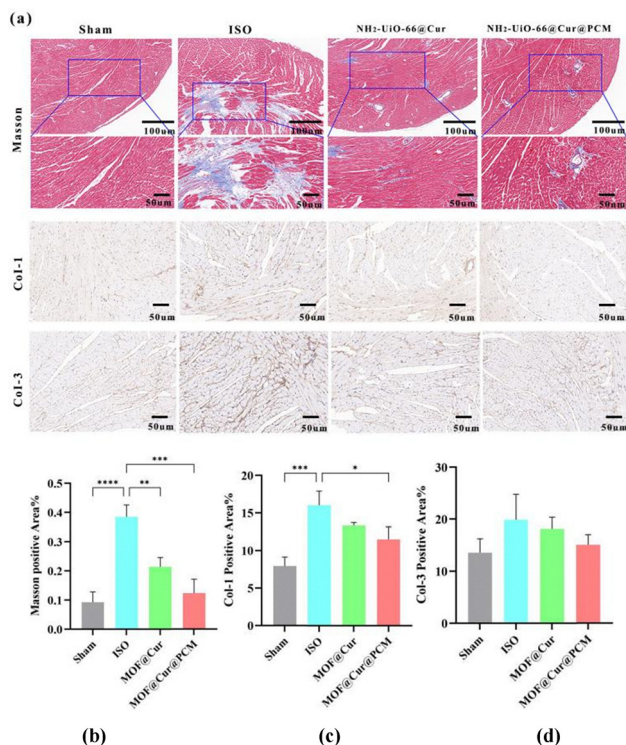 (a)
Sham
ISO
NH2-UiO-66@Cur
NH2-UiO-66@Cur@PCM
Masson
100um
100um
100um
100um
50um
50um
50um
50um
Col-1
50um
50um
50um
50um
Col-3
50um
50um
50um
50um
Masson positive Area%
0.5
0.4
0.3
0.2
0.1
0.0
****
**
***
Sham
ISO
MOF@Cur
MOF@Cur@PCM
(b)
Col-1 Positive Area%
20
15
10
5
0
***
*
Sham
ISO
MOF@Cur
MOF@Cur@PCM
(c)
Col-3 Positive Area%
30
20
10
0
Sham
ISO
MOF@Cur
MOF@Cur@PCM
(d)